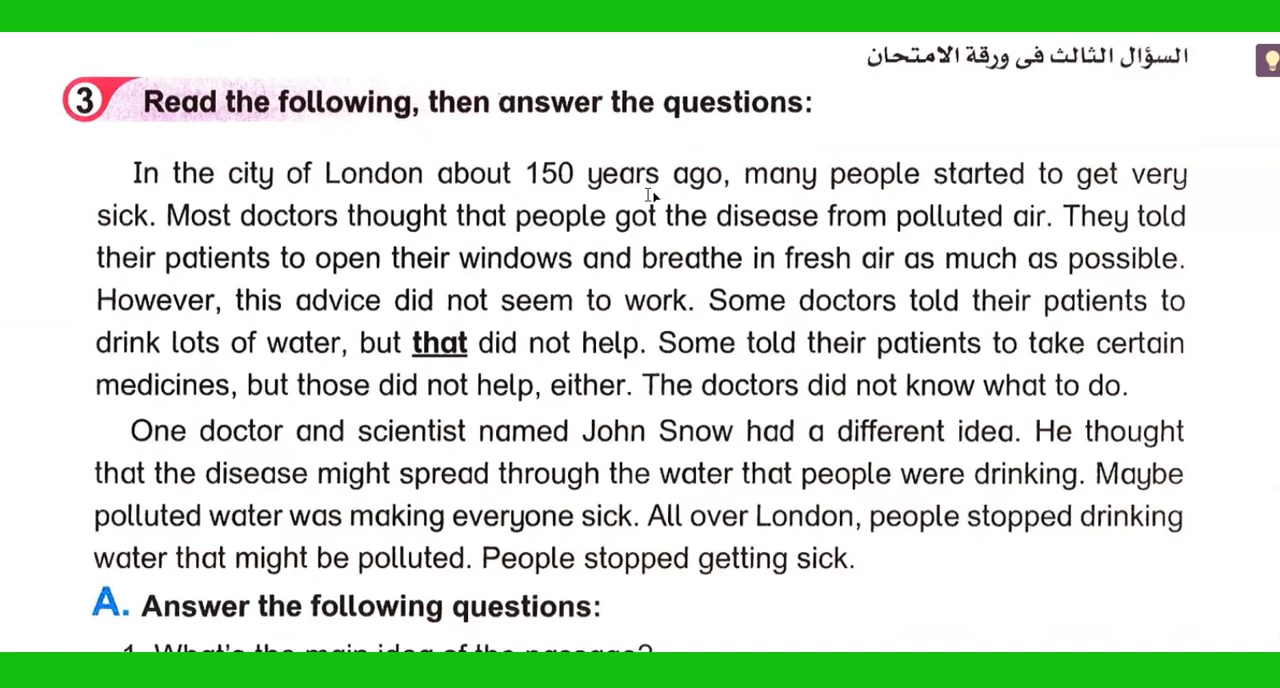 السؤال الثالث فى ورقة الامتحان
3 Read the following, then answer the questions:
In the city of London about 150 years ago, many people started to get very
sick. Most doctors thought that people got the disease from polluted air. They told
their patients to open their windows and breathe in fresh air as much as possible.
However, this advice did not seem to work. Some doctors told their patients to
drink lots of water, but that did not help. Some told their patients to take certain
medicines, but those did not help, either. The doctors did not know what to do.
One doctor and scientist named John Snow had a different idea. He thought
that the disease might spread through the water that people were drinking. Maybe
polluted water was making everyone sick. All over London, people stopped drinking
water that might be polluted. People stopped getting sick.
A. Answer the following questions:
1. What's the main idea of the passage?